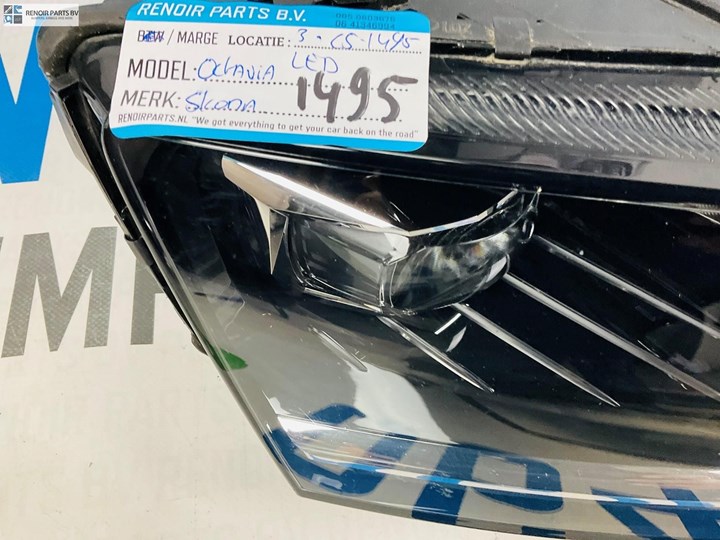 RENOIR PARTS BV
RENOIR PARTS B.V.
BTW / MARGE LOCATIE: 3-C5-1495
MODEL: Octavia LED
MERK: Skoda 1495
RENOIRPARTS.NL "We got everything to get your car back on the road"